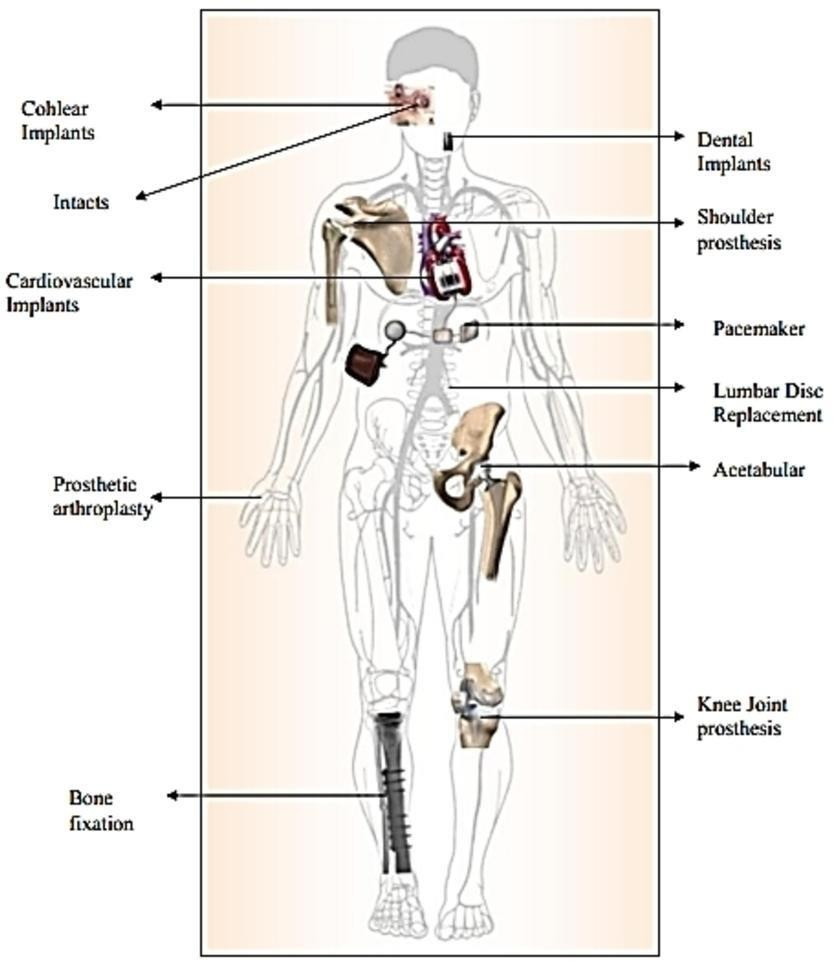 Cohlear
Implants
Intacts
Cardiovascular
Implants
Prosthetic
arthroplasty
Bone
fixation
Dental
Implants
Shoulder
prosthesis
Pacemaker
Lumbar Disc
Replacement
Acetabular
Knee Joint
prosthesis